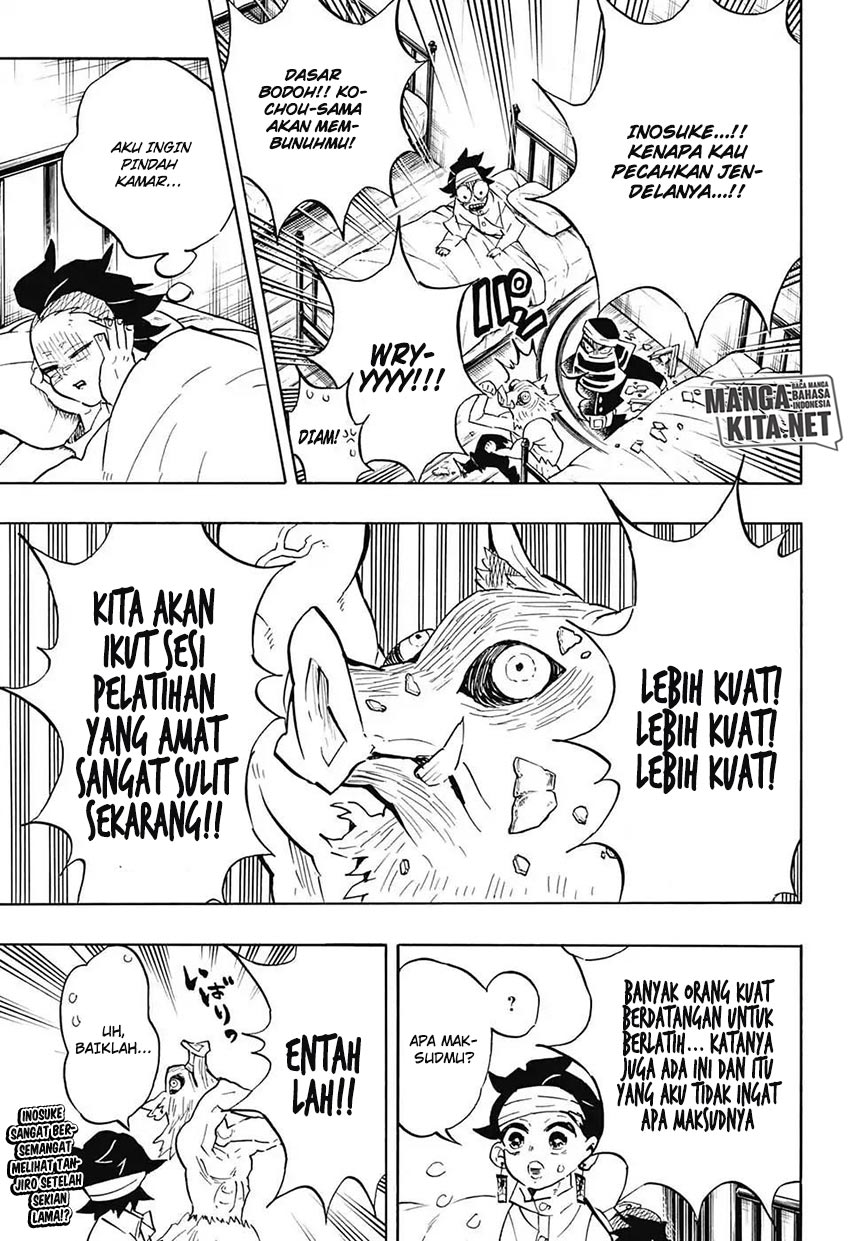 INOSUKE...!!
KENAPA KAU
PECAHKAN JEN-
DELANYA...!!
DASAR
BODOH!! KO-
CHOU-SAMA
AKAN MEM-
BUNUHMU!
パン
WRY-
YYYY!!!
DIAM!
MANGA
KITA.NET
BACA MANGA
BAHASA
INDONESIA
AKU INGIN
PINDAH
KAMAR...
LEBIH KUAT!
LEBIH KUAT!
LEBIH KUAT!
KITA AKAN
IKUT SESI
PELATIHAN
YANG AMAT
SANGAT SULIT
SEKARANG!!
BANYAK ORANG KUAT
BERDATANGAN UNTUK
BERLATIH... KATANYA
JUGA ADA INI DAN ITU
YANG AKU TIDAK INGAT
APA MAKSUDNYA
?
APA MAK-
SUDMU?
ENTAH
LAH!!
いばりっ
UH,
BAIKLAH...
INOSUKE
SANGAT BER-
SEMANGAT
MELIHAT TAN-
JIRO SETELAH
SEKIAN
LAMA!?